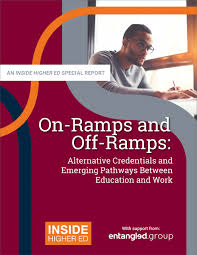 AN INSIDE HIGHER ED SPECIAL REPORT
On-Ramps and
Off-Ramps:
Alternative Credentials and
Emerging Pathways Between
Education and Work
INSIDE
HIGHER ED
With support from:
entangled.group